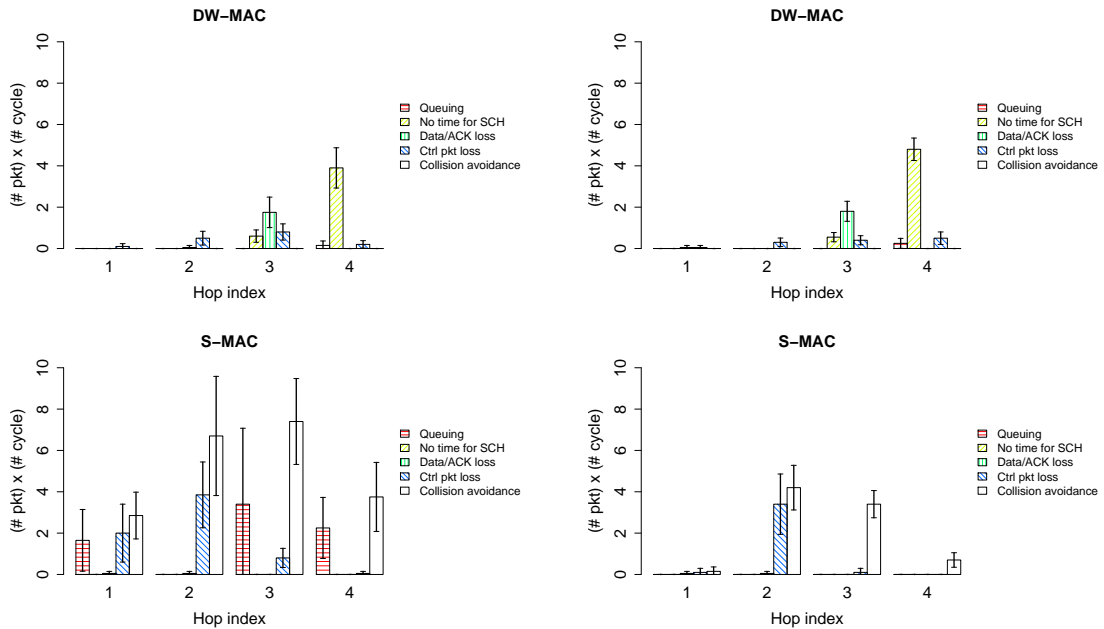 DW−MAC
(# pkt) x (# cycle)
0 2 4 6 8 10
1 2 3 4
Hop index
Queuing
No time for SCH
Data/ACK loss
Ctrl pkt loss
Collision avoidance
DW−MAC
(# pkt) x (# cycle)
0 2 4 6 8 10
1 2 3 4
Hop index
Queuing
No time for SCH
Data/ACK loss
Ctrl pkt loss
Collision avoidance
S−MAC
(# pkt) x (# cycle)
0 2 4 6 8 10
1 2 3 4
Hop index
Queuing
No time for SCH
Data/ACK loss
Ctrl pkt loss
Collision avoidance
S−MAC
(# pkt) x (# cycle)
0 2 4 6 8 10
1 2 3 4
Hop index
Queuing
No time for SCH
Data/ACK loss
Ctrl pkt loss
Collision avoidance